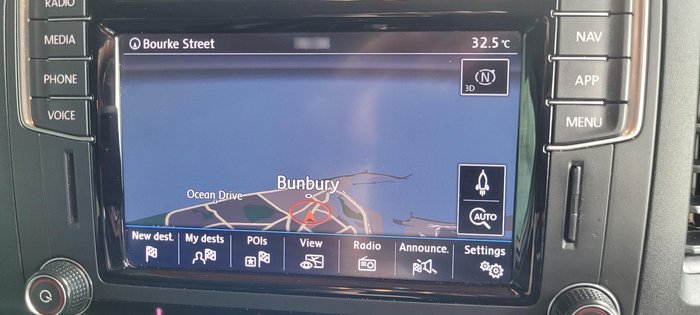 RADIO
MEDIA
PHONE
VOICE
Bourke Street
32.5°C
N
3D
Bunbury
Ocean Drive
AUTO
New dest.
My dests
POIs
View
Radio
Announce.
Settings
NAV
APP
MENU